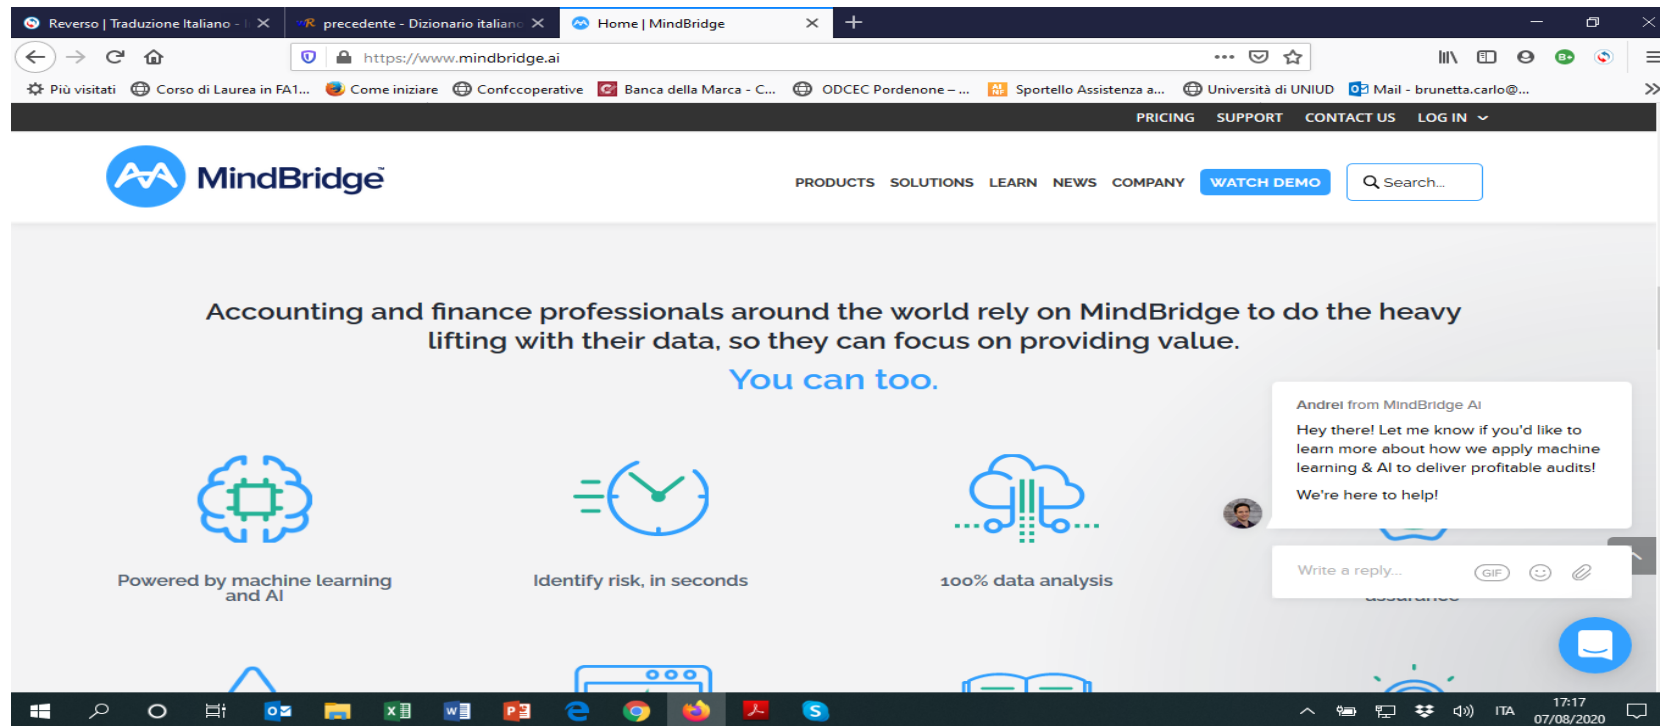 Reverso | Traduzione Italiano -
precedente - Dizionario italiano
Home | MindBridge
https://www.mindbridge.ai
Più visitati
Corso di Laurea in FA1...
Come iniziare
Confccoperative
Banca della Marca - C...
ODCEC Pordenone – ...
Sportello Assistenza a...
Università di UNIUD
Mail - brunetta.carlo@...
PRICING SUPPORT CONTACT US LOG IN
MindBridge™
PRODUCTS SOLUTIONS LEARN NEWS COMPANY WATCH DEMO Search...
Accounting and finance professionals around the world rely on MindBridge to do the heavy
lifting with their data, so they can focus on providing value.
You can too.
Andrei from MindBridge AI
Hey there! Let me know if you'd like to
learn more about how we apply machine
learning & AI to deliver profitable audits!
We're here to help!
Powered by machine learning
and AI
Identify risk, in seconds
100% data analysis
Write a reply...
GIF
assurance
ITA
17:17
07/08/2020